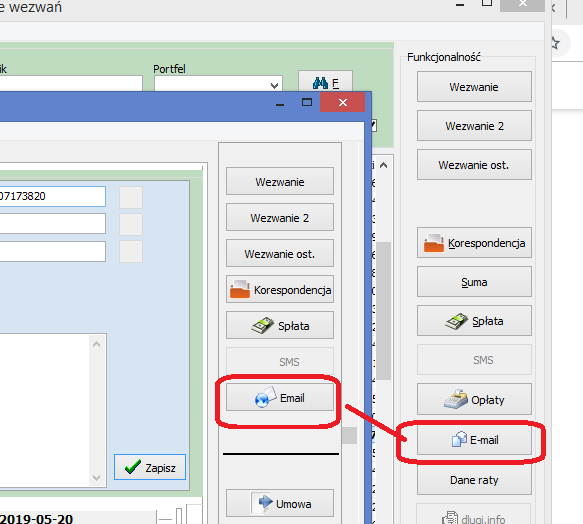 e wezwań
ik
Portfel
F
Funkcjonalność
Wezwanie
Wezwanie 2
Wezwanie ost.
Korespondencja
Suma
Spłata
SMS
Opłaty
E-mail
Dane raty
dlugi.info
Wezwanie
Wezwanie 2
Wezwanie ost.
Korespondencja
Spłata
SMS
Email
Umowa
07173820
Zapisz
2019-05-20